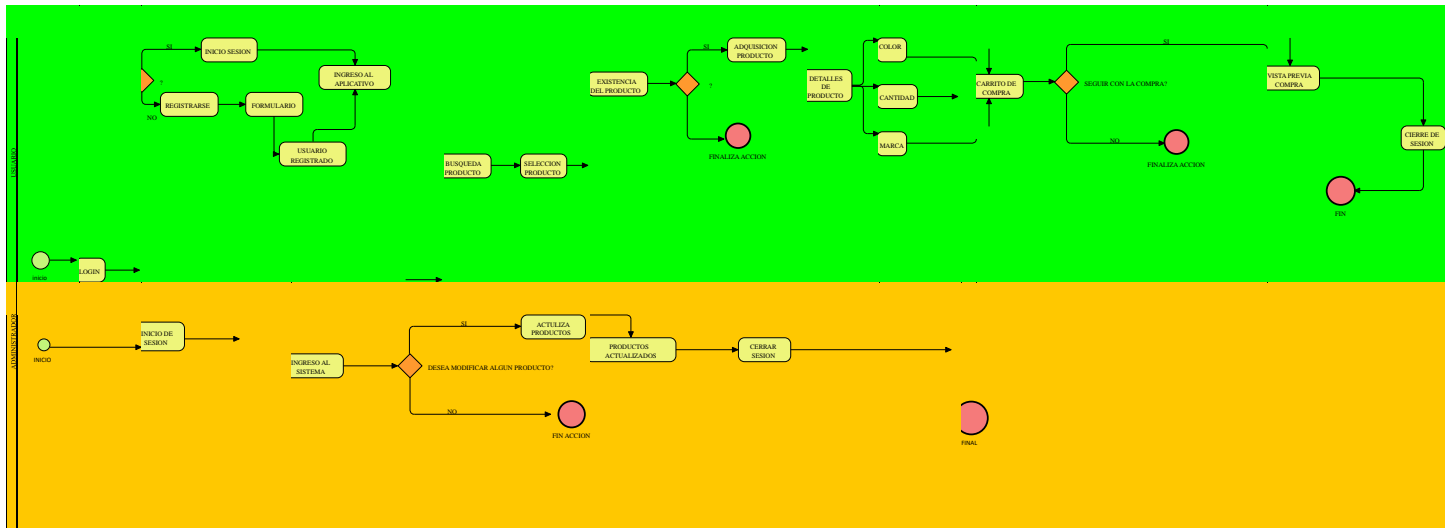 USUARIO
SI
INICIO SESION
INGRESO AL
APLICATIVO
?
REGISTRARSE
FORMULARIO
NO
USUARIO
REGISTRADO
BUSQUEDA
PRODUCTO
SELECCION
PRODUCTO
EXISTENCIA
DEL PRODUCTO
SI
?
ADQUISICION
PRODUCTO
FINALIZA ACCION
DETALLES
DE
PRODUCTO
COLOR
CANTIDAD
MARCA
CARRITO DE
COMPRA
SI
SEGUIR CON LA COMPRA?
NO
FINALIZA ACCION
VISTA PREVIA
COMPRA
CIERRE DE
SESION
FIN
INICIO
LOGIN
ADMINISTRADOR
INICIO
INICIO DE
SESION
INGRESO AL
SISTEMA
SI
DESEA MODIFICAR ALGUN PRODUCTO?
NO
FIN ACCION
ACTULIZA
PRODUCTOS
PRODUCTOS
ACTUALIZADOS
CERRAR
SESION
FINAL